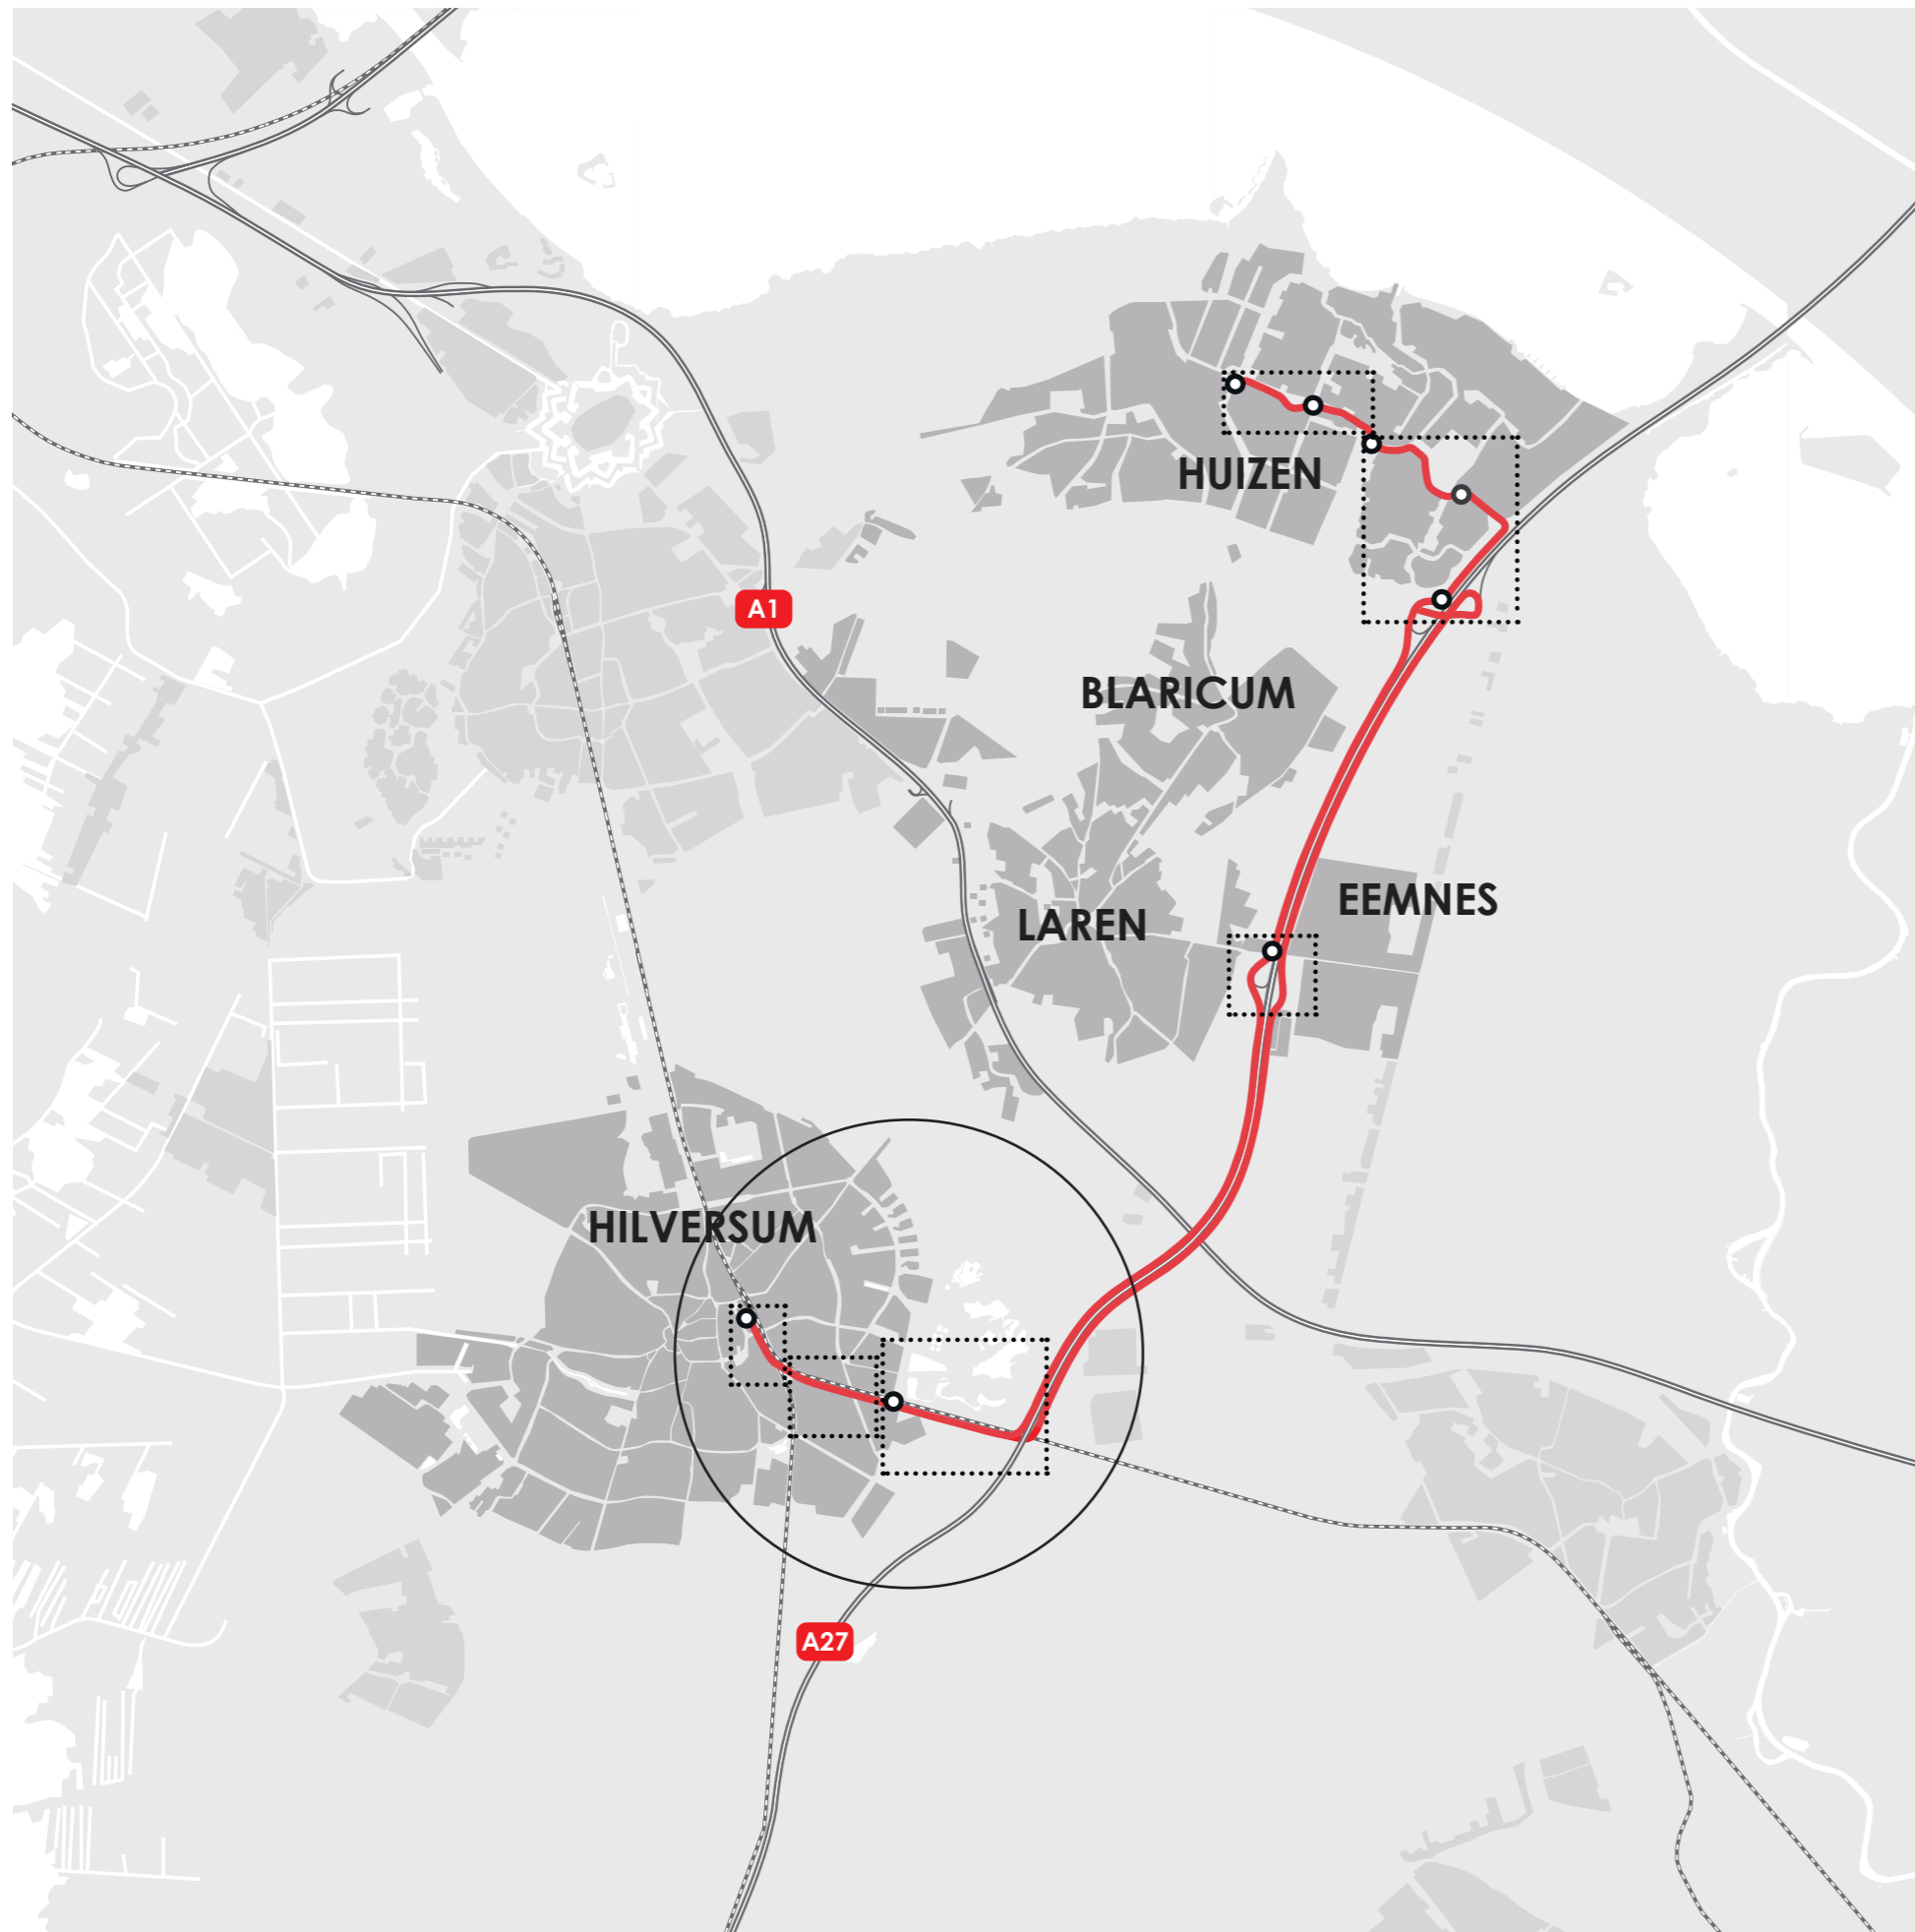 HUIZEN
A1
BLARICUM
EEMNES
LAREN
HILVERSUM
A27